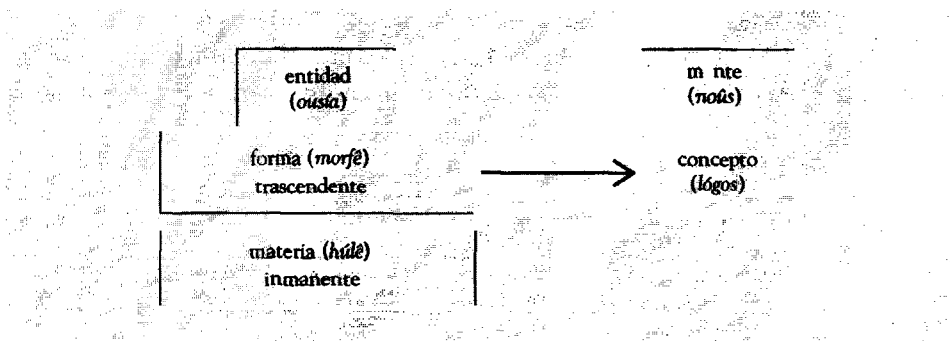 entidad
(ousía)
m nte
(noûs)
forma (morfê)
trascendente
concepto
(lógos)
materia (húlê)
inmanente